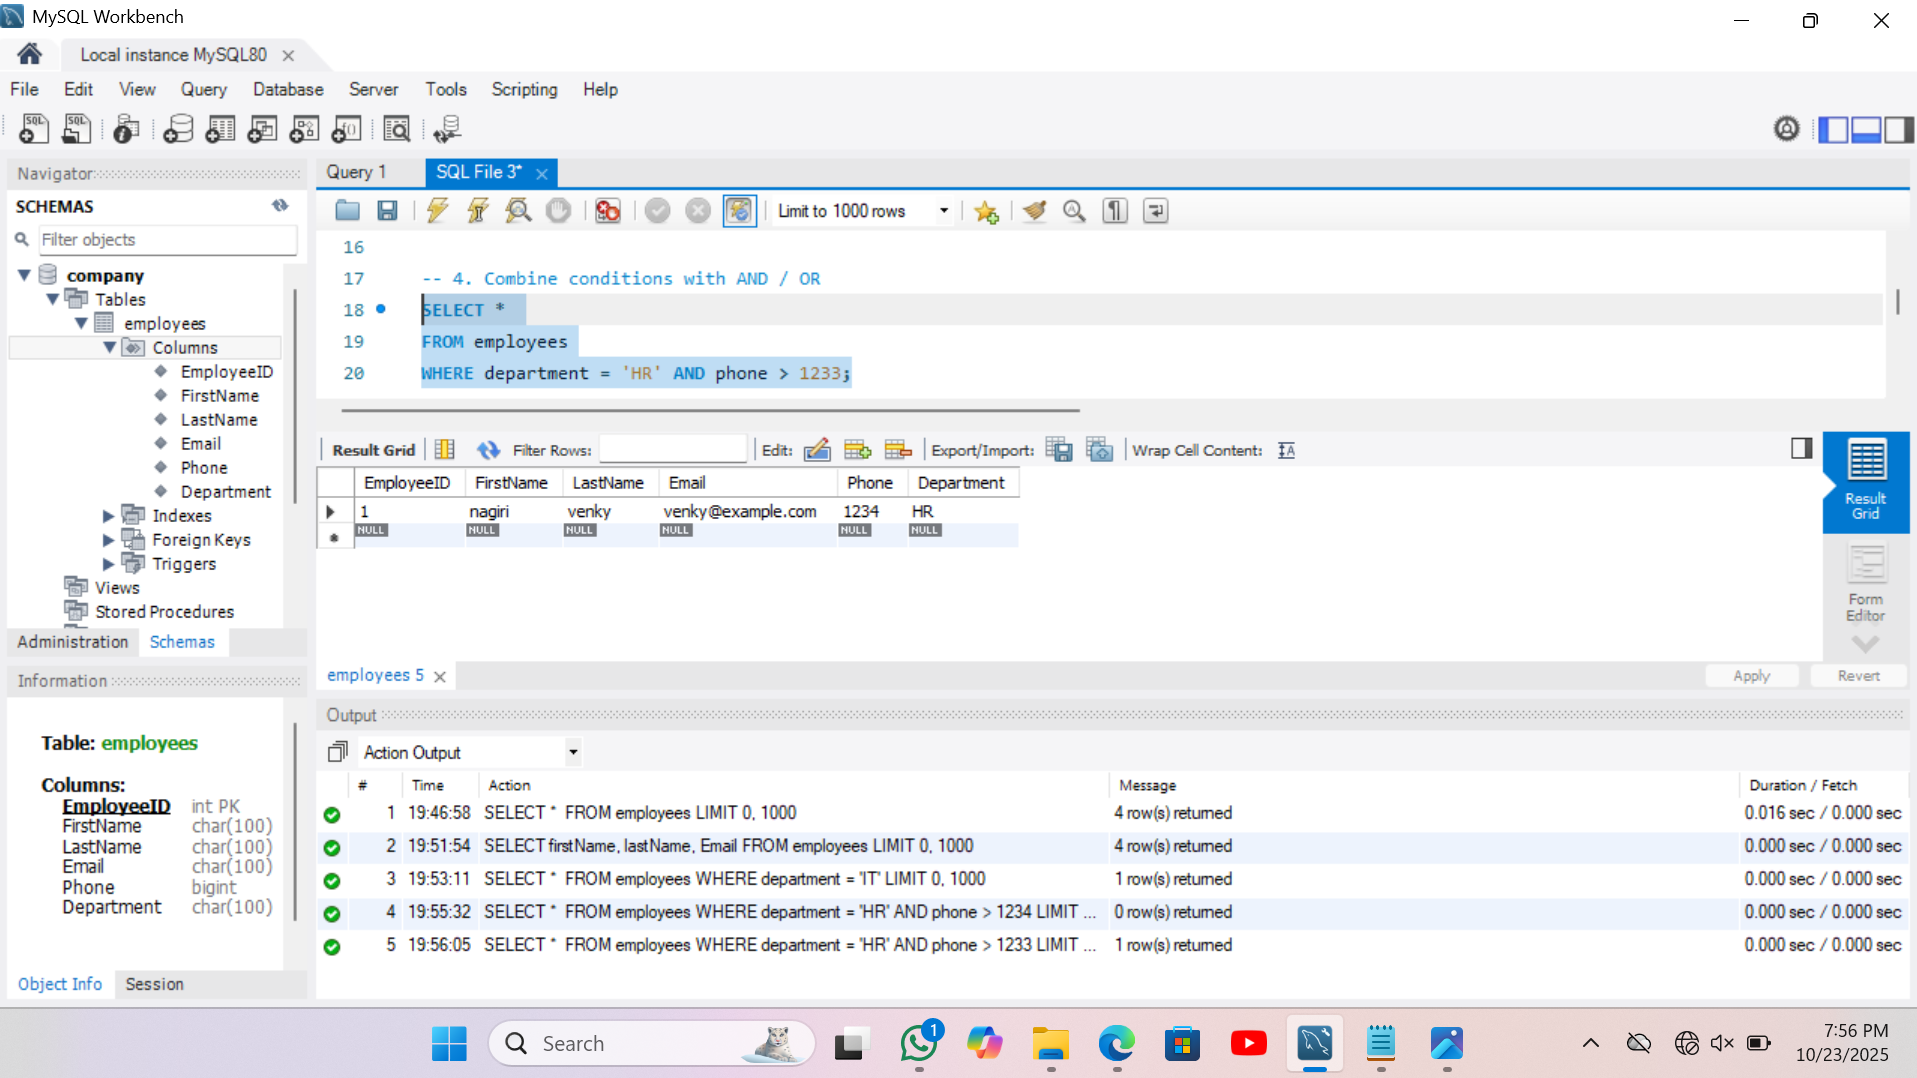 MySQL Workbench
Local instance MySQL80
File Edit View Query Database Server Tools Scripting Help
Navigator
SCHEMAS
Filter objects
company
Tables
employees
Columns
EmployeeID
FirstName
LastName
Email
Phone
Department
Indexes
Foreign Keys
Triggers
Views
Stored Procedures
Administration Schemas
Information
Table: employees
Columns:
EmployeeID int PK
FirstName char(100)
LastName char(100)
Email char(100)
Phone bigint
Department char(100)
Object Info Session
Query 1 SQL File 3*
Limit to 1000 rows
16
17 -- 4. Combine conditions with AND / OR
18 SELECT *
19 FROM employees
20 WHERE department = 'HR' AND phone > 1233;
Result Grid Filter Rows: Edit: Export/Import: Wrap Cell Content:
EmployeeID FirstName LastName Email Phone Department
1 nagiri venky venky@example.com 1234 HR
NULL NULL NULL NULL NULL NULL
Result
Grid
Form
Editor
employees 5
Apply Revert
Output
Action Output
# Time Action Message Duration / Fetch
1 19:46:58 SELECT * FROM employees LIMIT 0, 1000 4 row(s) returned 0.016 sec / 0.000 sec
2 19:51:54 SELECT firstName, lastName, Email FROM employees LIMIT 0, 1000 4 row(s) returned 0.000 sec / 0.000 sec
3 19:53:11 SELECT * FROM employees WHERE department = 'IT' LIMIT 0, 1000 1 row(s) returned 0.000 sec / 0.000 sec
4 19:55:32 SELECT * FROM employees WHERE department = 'HR' AND phone > 1234 LIMIT ... 0 row(s) returned 0.000 sec / 0.000 sec
5 19:56:05 SELECT * FROM employees WHERE department = 'HR' AND phone > 1233 LIMIT ... 1 row(s) returned 0.000 sec / 0.000 sec
Search
1
7:56 PM
10/23/2025